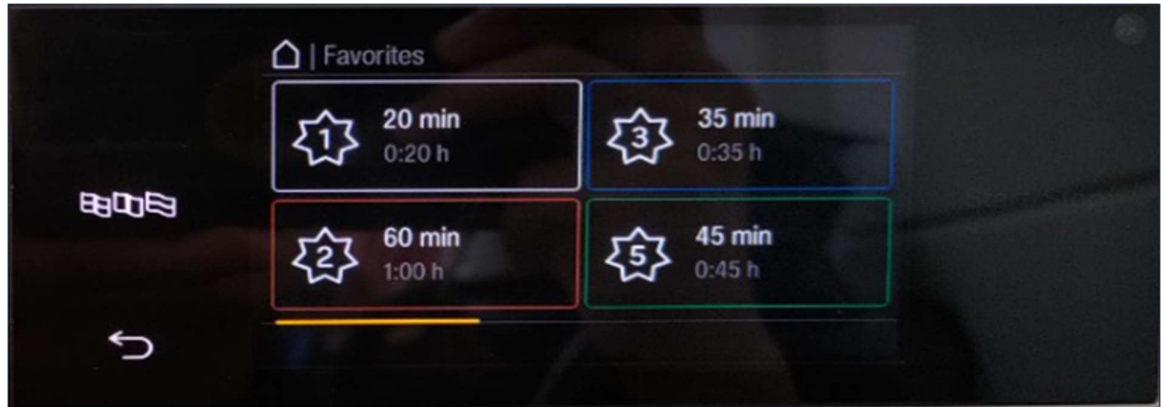 | Favorites
1
20 min
0:20 h
3
35 min
0:35 h
2
60 min
1:00 h
5
45 min
0:45 h